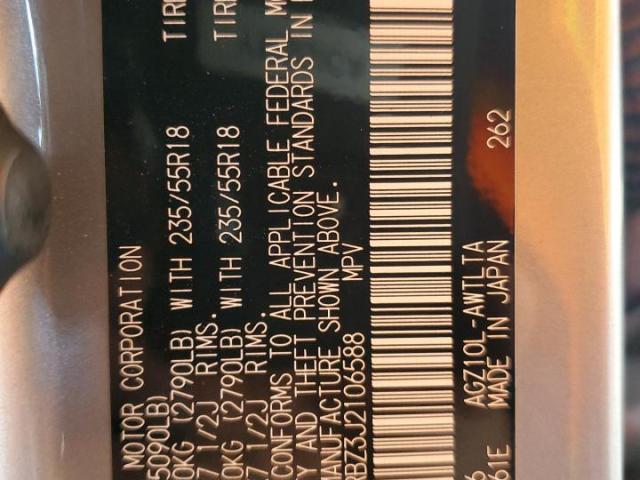 MOTOR CORPORATION
5090LB)
0KG (2790LB) WITH 235/55R18 TIR
7 1/2J RIMS.
0KG (2790LB) WITH 235/55R18 TIR
7 1/2J RIMS.
CONFORMS TO ALL APPLICABLE FEDERAL M
Y AND THEFT PREVENTION STANDARDS IN
MANUFACTURE SHOWN ABOVE.
RBZ3J2106588 MPV
6 AGZ10L-AWTLTA
61E MADE IN JAPAN 262